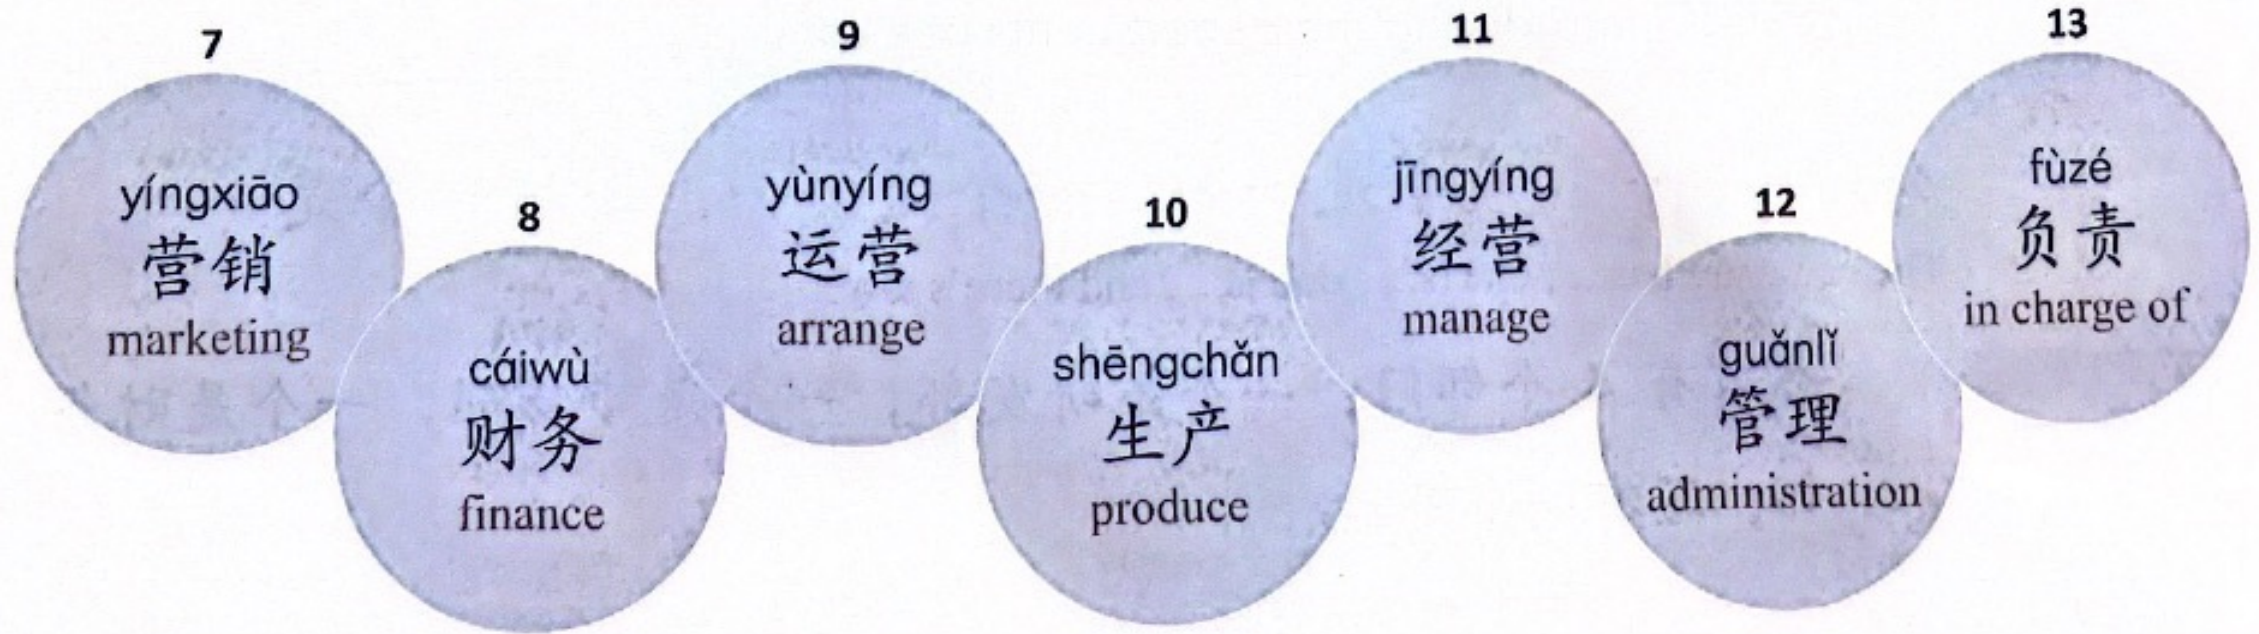 7
yíngxiāo
营销
marketing
8
cáiwù
财务
finance
9
yùnyíng
运营
arrange
10
shēngchǎn
生产
produce
11
jīngyíng
经营
manage
12
guǎnlǐ
管理
administration
13
fùzé
负责
in charge of